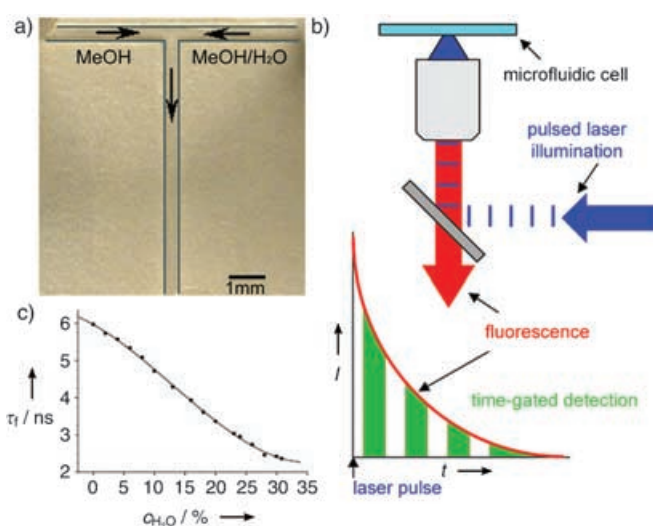 a)
MeOH
MeOH/H₂O
1mm
b)
microfluidic cell
pulsed laser
illumination
fluorescence
time-gated detection
I
t
laser pulse
c)
τf / ns
6
5
4
3
2
0 5 10 15 20 25 30 35
cH₂O / %